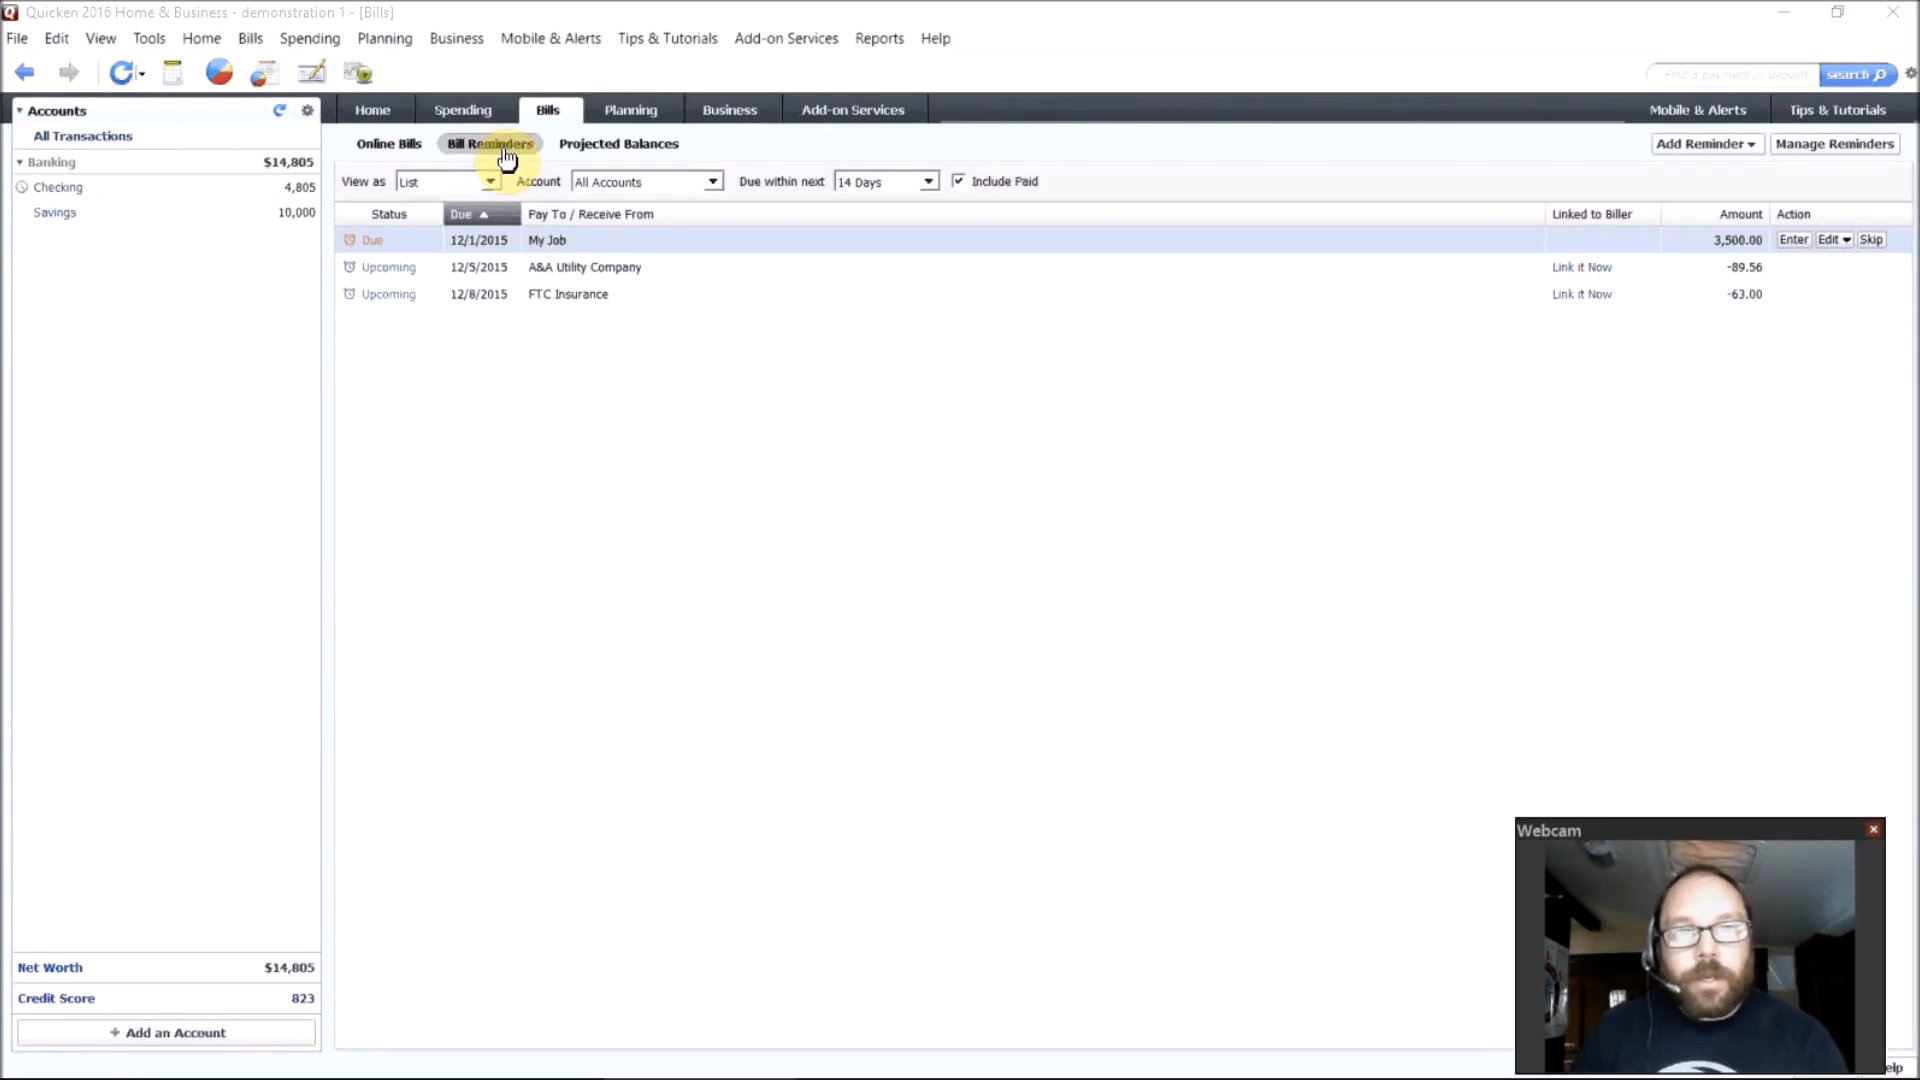 Quicken 2016 Home & Business - demonstration 1 - [Bills]
File Edit View Tools Home Bills Spending Planning Business Mobile & Alerts Tips & Tutorials Add-on Services Reports Help
Find a payment or deposit search
Accounts
All Transactions
Banking $14,805
Checking 4,805
Savings 10,000
Net Worth $14,805
Credit Score 823
+ Add an Account
Home Spending Bills Planning Business Add-on Services Mobile & Alerts Tips & Tutorials
Online Bills Bill Reminders Projected Balances Add Reminder Manage Reminders
View as List Account All Accounts Due within next 14 Days Include Paid
Status Due Pay To / Receive From Linked to Biller Amount Action
Due 12/1/2015 My Job 3,500.00 Enter Edit Skip
Upcoming 12/5/2015 A&A Utility Company Link it Now -89.56
Upcoming 12/8/2015 FTC Insurance Link it Now -63.00
Webcam
elp